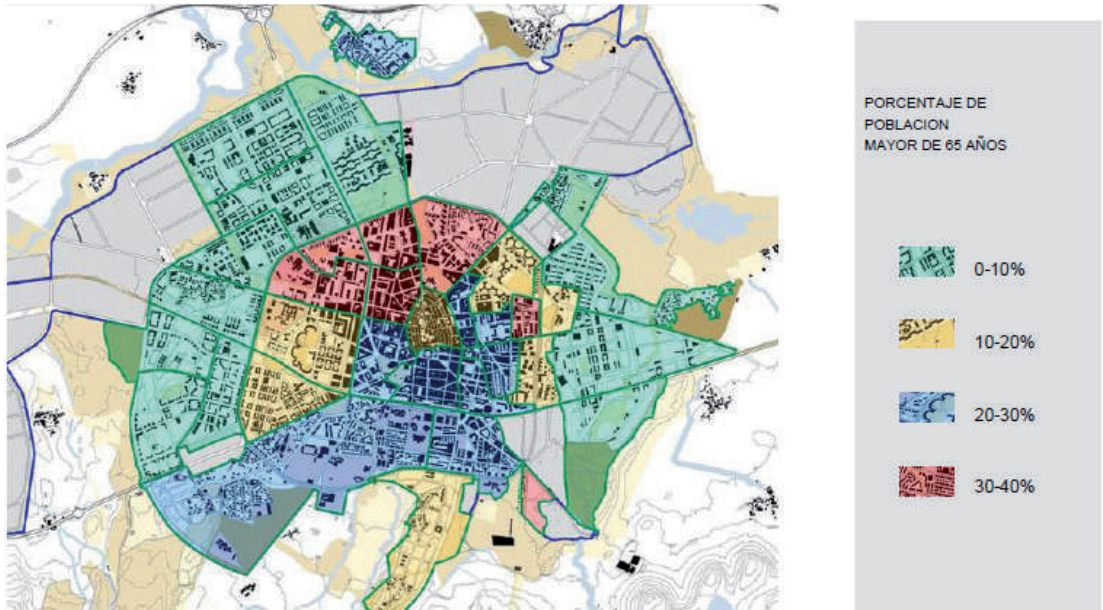 PORCENTAJE DE
POBLACION
MAYOR DE 65 AÑOS
0-10%
10-20%
20-30%
30-40%